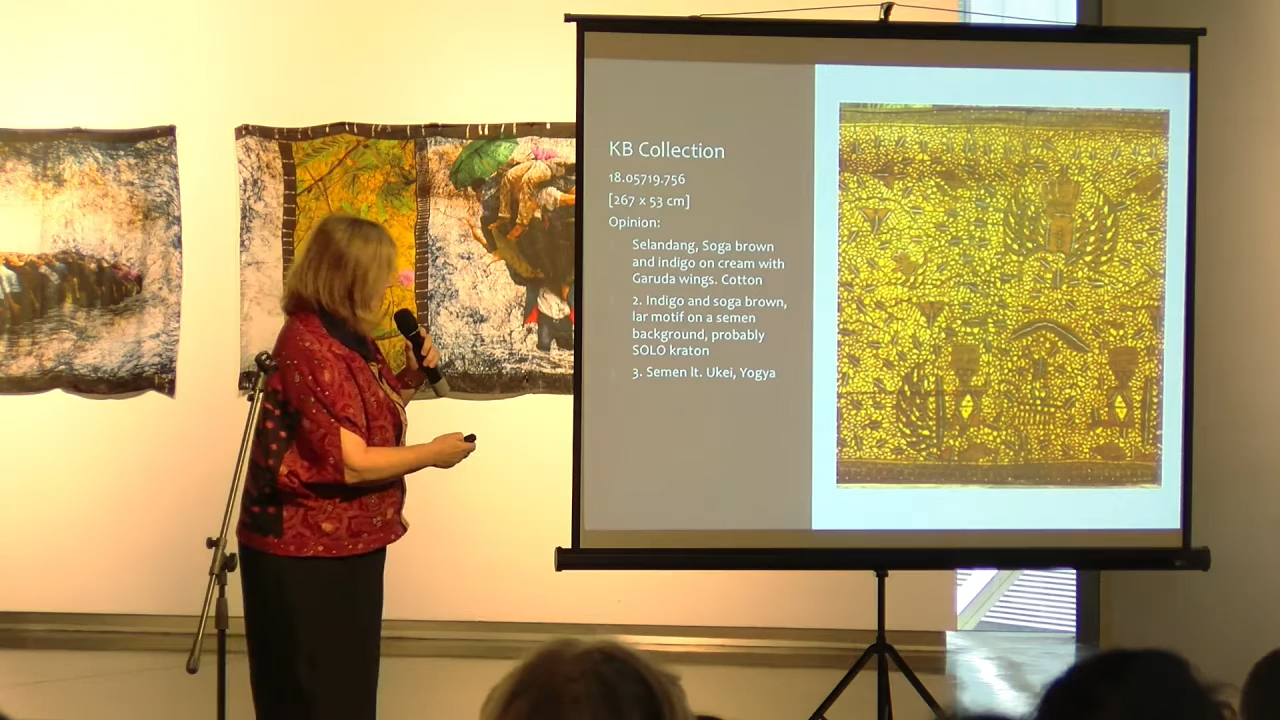 KB Collection
18.05719.756
[267 x 53 cm]
Opinion:
Selandang, Soga brown
and indigo on cream with
Garuda wings. Cotton
2. Indigo and soga brown,
lar motif on a semen
background, probably
SOLO kraton
3. Semen lt. Ukei, Yogya